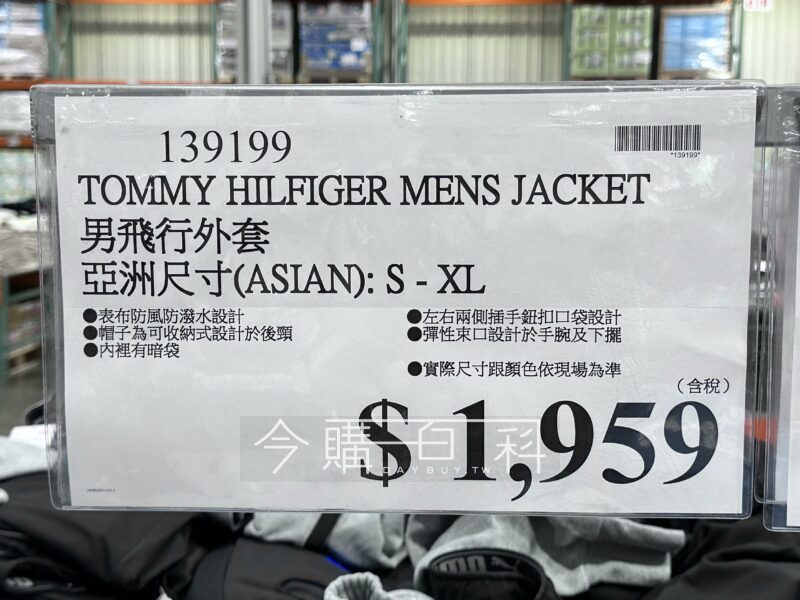 139199
*139199*
TOMMY HILFIGER MENS JACKET
男飛行外套
亞洲尺寸(ASIAN): S - XL
●表布防風防潑水設計
●帽子為可收納式設計於後頸
●內裡有暗袋
●左右兩側插手鈕扣口袋設計
●彈性束口設計於手腕及下擺
●實際尺寸跟顏色依現場為準
(含稅)
$ 1,959
今購百科
TODAYBUY.TW